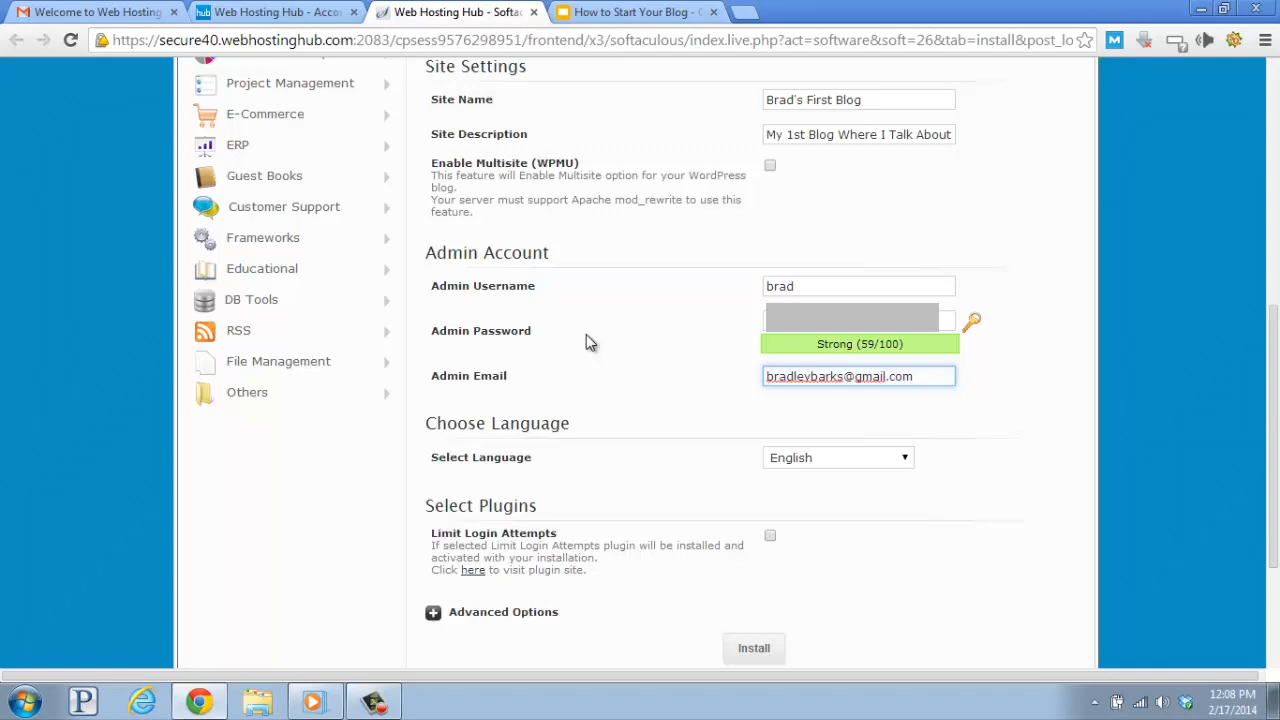 Welcome to Web Hosting
Web Hosting Hub - Acco
Web Hosting Hub - Softac
How to Start Your Blog - G
https://secure40.webhostinghub.com:2083/cpsess9576298951/frontend/x3/softaculous/index.live.php?act=software&soft=26&tab=install&post_lo
Project Management
E-Commerce
ERP
Guest Books
Customer Support
Frameworks
Educational
DB Tools
RSS
File Management
Others
Site Settings
Site Name
Brad's First Blog
Site Description
My 1st Blog Where I Talk About
Enable Multisite (WPMU)
This feature will Enable Multisite option for your WordPress
blog.
Your server must support Apache mod_rewrite to use this
feature.
Admin Account
Admin Username
brad
Admin Password
Strong (59/100)
Admin Email
bradleybarks@gmail.com
Choose Language
Select Language
English
Select Plugins
Limit Login Attempts
If selected Limit Login Attempts plugin will be installed and
activated with your installation.
Click here to visit plugin site.
Advanced Options
Install
12:08 PM
2/17/2014